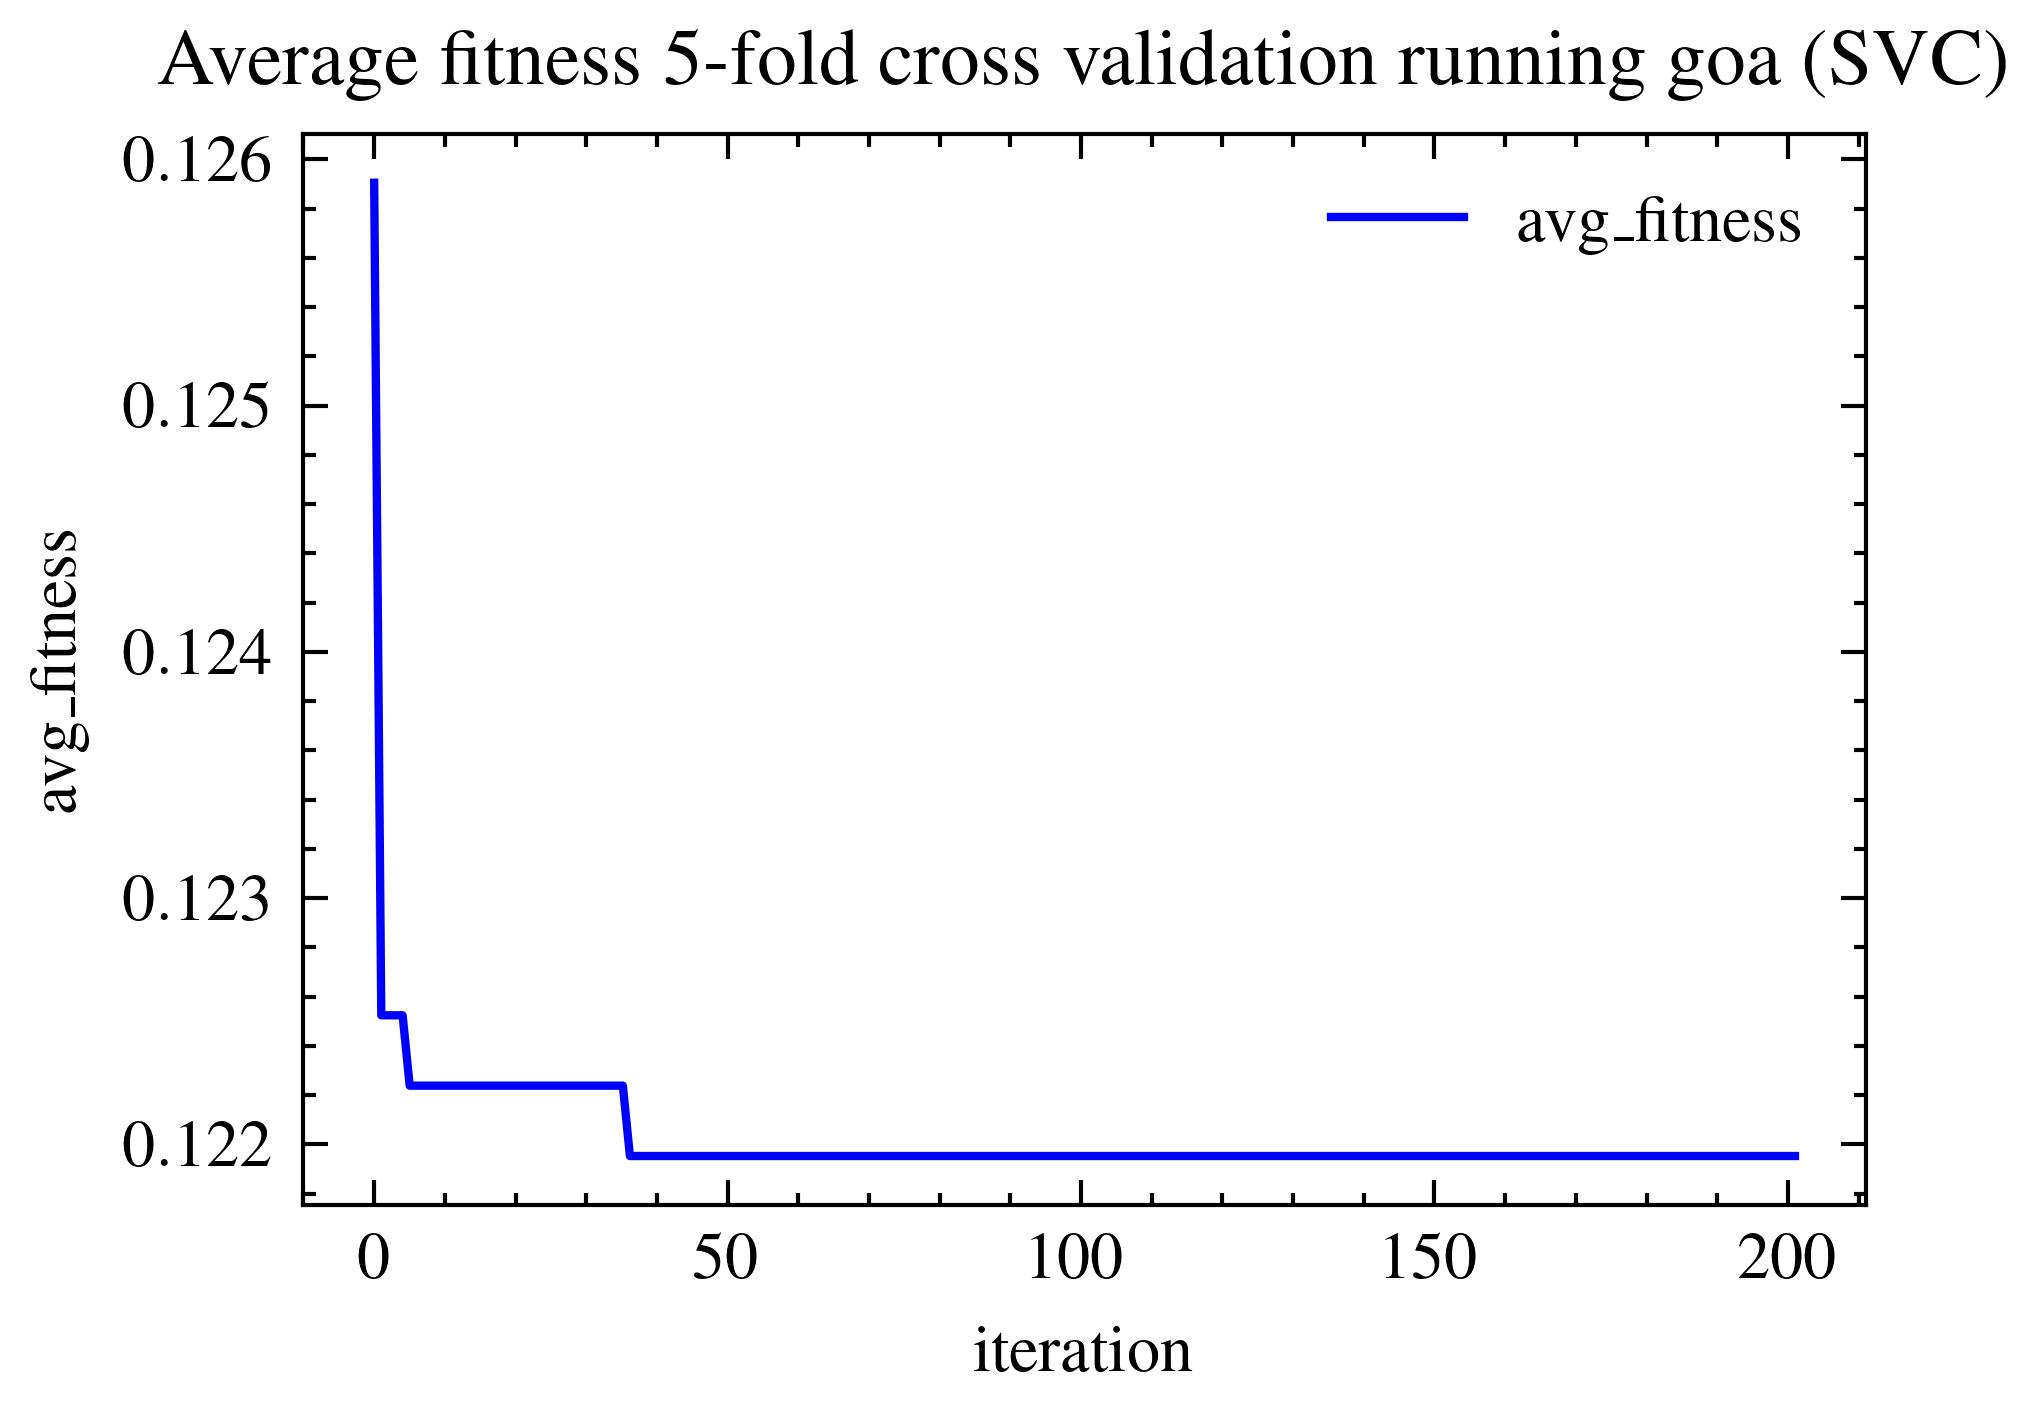 Average fitness 5-fold cross validation running goa (SVC)
0.126
avg_fitness
0.125
0.124
avg_fitness
0.123
0.122
0 50 100 150 200
iteration